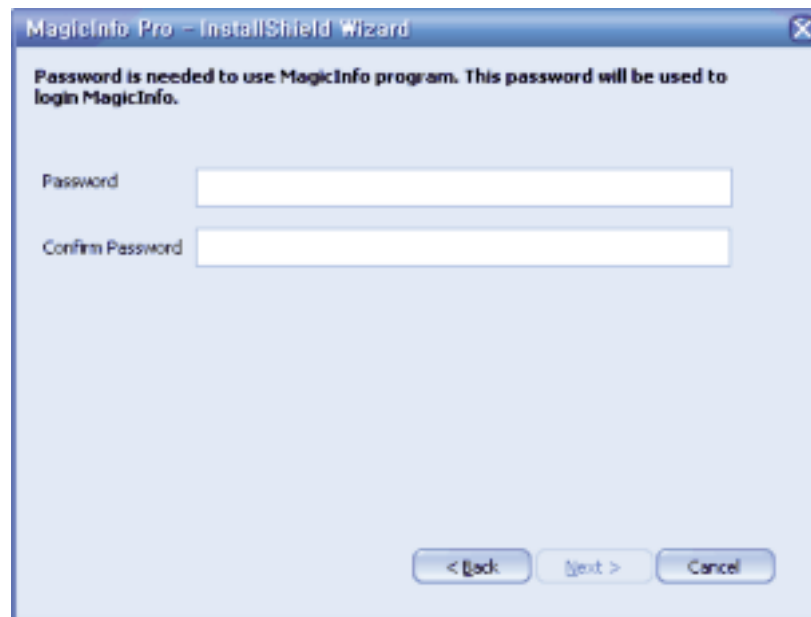 MagicInfo Pro - InstallShield Wizard
Password is needed to use MagicInfo program. This password will be used to
login MagicInfo.
Password
Confirm Password
< Back
Next >
Cancel